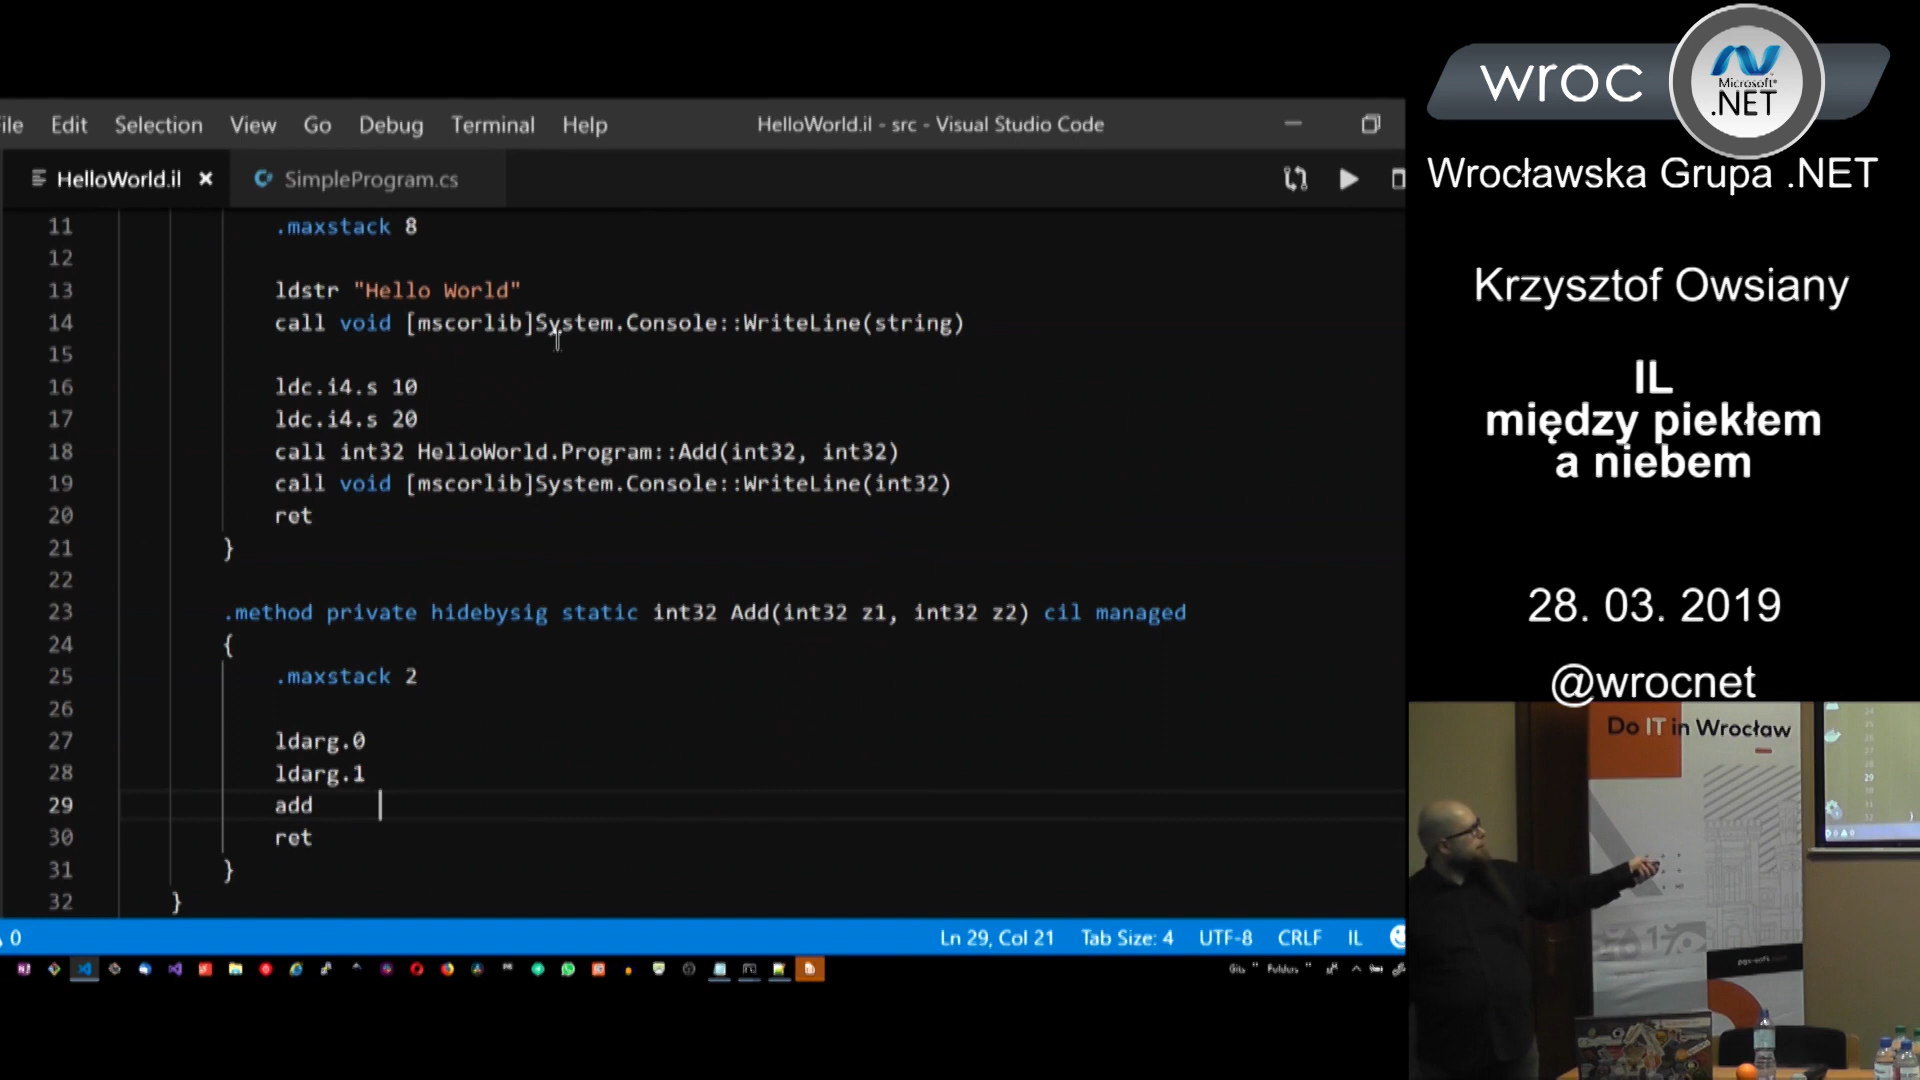 ile Edit Selection View Go Debug Terminal Help HelloWorld.il - src - Visual Studio Code
HelloWorld.il SimpleProgram.cs
11 .maxstack 8
12
13 ldstr "Hello World"
14 call void [mscorlib]System.Console::WriteLine(string)
15
16 ldc.i4.s 10
17 ldc.i4.s 20
18 call int32 HelloWorld.Program::Add(int32, int32)
19 call void [mscorlib]System.Console::WriteLine(int32)
20 ret
21 }
22
23 .method private hidebysig static int32 Add(int32 z1, int32 z2) cil managed
24 {
25 .maxstack 2
26
27 ldarg.0
28 ldarg.1
29 add
30 ret
31 }
32 }
0 Ln 29, Col 21 Tab Size: 4 UTF-8 CRLF IL
Folders
wroc
Microsoft
.NET
Wrocławska Grupa .NET
Krzysztof Owsiany
IL
między piekłem
a niebem
28. 03. 2019
@wrocnet
Do IT in Wrocław
29